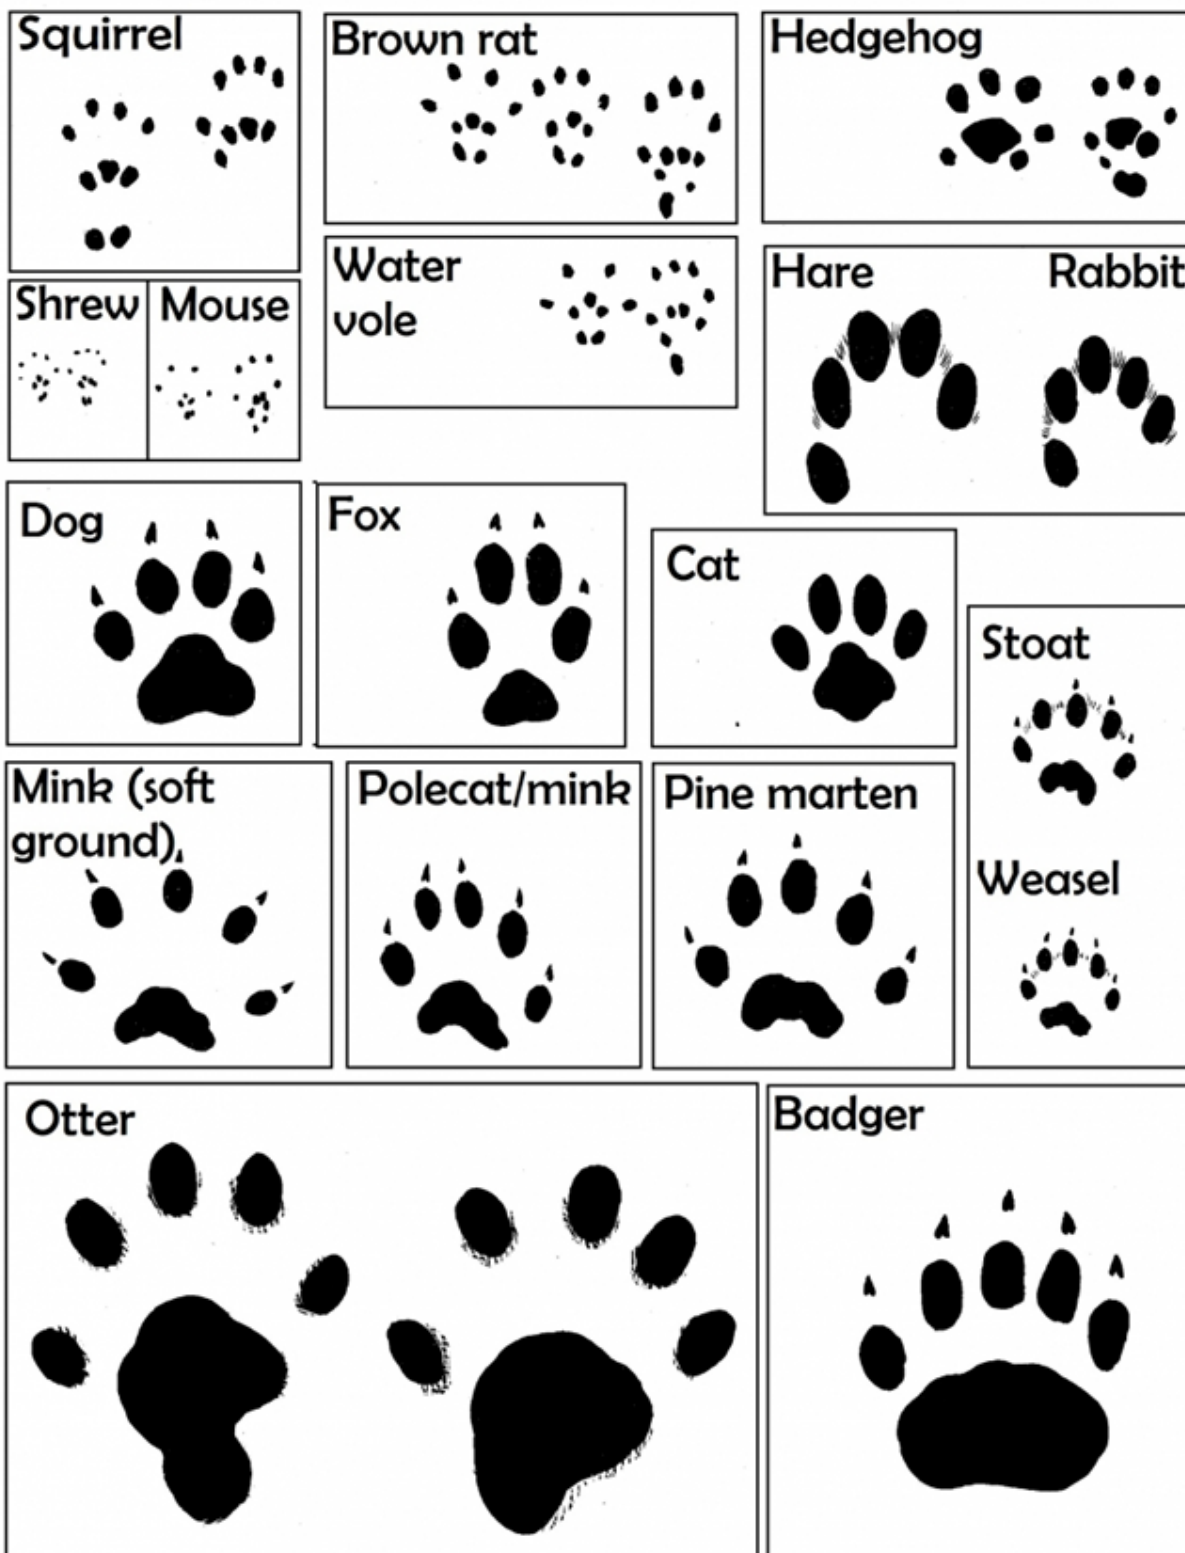 Squirrel
Brown rat
Hedgehog
Shrew
Mouse
Water
vole
Hare
Rabbit
Dog
Fox
Cat
Stoat
Mink (soft
ground)
Polecat/mink
Pine marten
Weasel
Otter
Badger